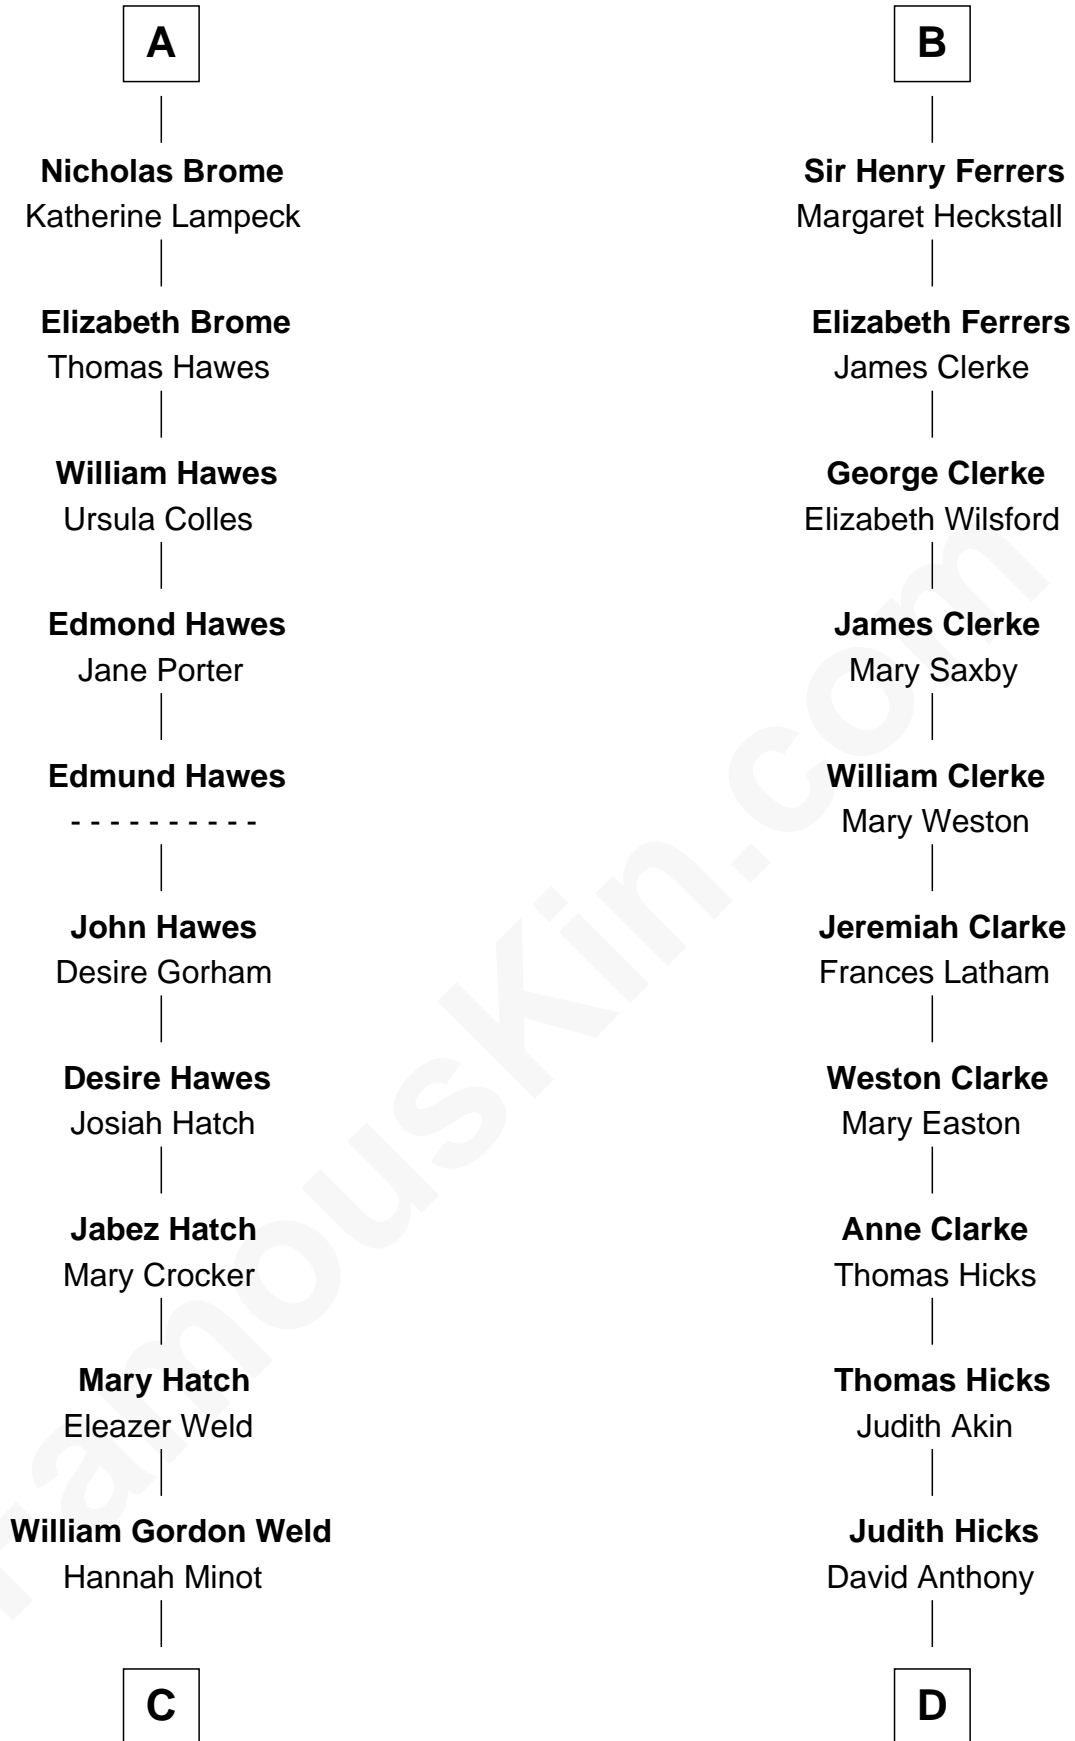 A
Nicholas Brome
Katherine Lampeck
Elizabeth Brome
Thomas Hawes
William Hawes
Ursula Colles
Edmond Hawes
Jane Porter
Edmund Hawes
- - - - - - - - - -
John Hawes
Desire Gorham
Desire Hawes
Josiah Hatch
Jabez Hatch
Mary Crocker
Mary Hatch
Eleazer Weld
William Gordon Weld
Hannah Minot
C
B
Sir Henry Ferrers
Margaret Heckstall
Elizabeth Ferrers
James Clerke
George Clerke
Elizabeth Wilsford
James Clerke
Mary Saxby
William Clerke
Mary Weston
Jeremiah Clarke
Frances Latham
Weston Clarke
Mary Easton
Anne Clarke
Thomas Hicks
Thomas Hicks
Judith Akin
Judith Hicks
David Anthony
D
FamousKin.com